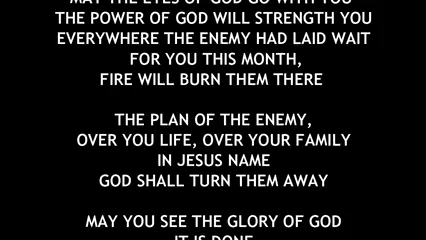 MAY THE EYES OF GOD GO WITH YOU
THE POWER OF GOD WILL STRENGTH YOU
EVERYWHERE THE ENEMY HAD LAID WAIT
FOR YOU THIS MONTH,
FIRE WILL BURN THEM THERE
THE PLAN OF THE ENEMY,
OVER YOU LIFE, OVER YOUR FAMILY
IN JESUS NAME
GOD SHALL TURN THEM AWAY
MAY YOU SEE THE GLORY OF GOD
IT IS DONE